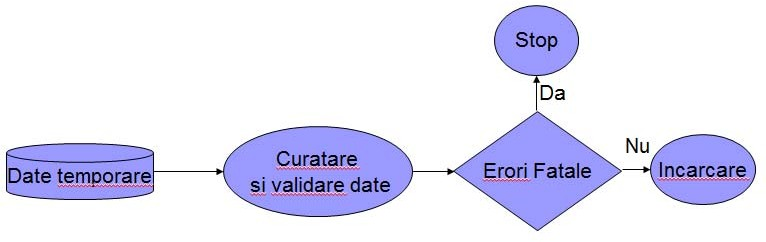 Stop
Da
Date temporare
Curatare
si validare date
Erori Fatale
Nu
Incarcare